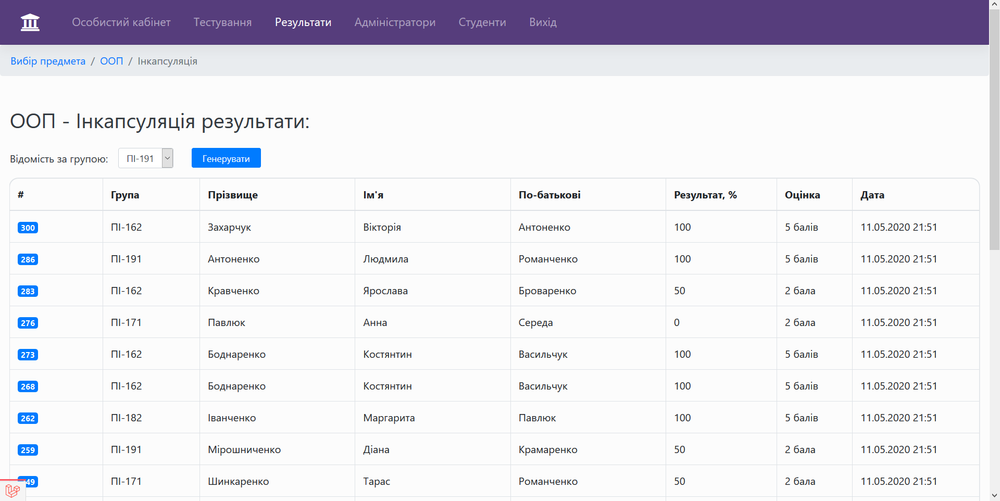 Особистий кабінет Тестування Результати Адміністратори Студенти Вихід
Вибір предмета / ООП / Інкапсуляція
ООП - Інкапсуляція результати:
Відомість за групою: ПІ-191 Генерувати
# Група Прізвище Ім'я По-батькові Результат, % Оцінка Дата
300 ПІ-162 Захарчук Вікторія Антоненко 100 5 балів 11.05.2020 21:51
286 ПІ-191 Антоненко Людмила Романченко 100 5 балів 11.05.2020 21:51
283 ПІ-162 Кравченко Ярослава Броваренко 50 2 бала 11.05.2020 21:51
276 ПІ-171 Павлюк Анна Середа 0 2 бала 11.05.2020 21:51
273 ПІ-162 Боднаренко Костянтин Васильчук 100 5 балів 11.05.2020 21:51
268 ПІ-162 Боднаренко Костянтин Васильчук 100 5 балів 11.05.2020 21:51
262 ПІ-182 Іванченко Маргарита Павлюк 100 5 балів 11.05.2020 21:51
259 ПІ-191 Мірошниченко Діана Крамаренко 50 2 бала 11.05.2020 21:51
ПІ-171 Шинкаренко Тарас Романченко 50 2 бала 11.05.2020 21:51